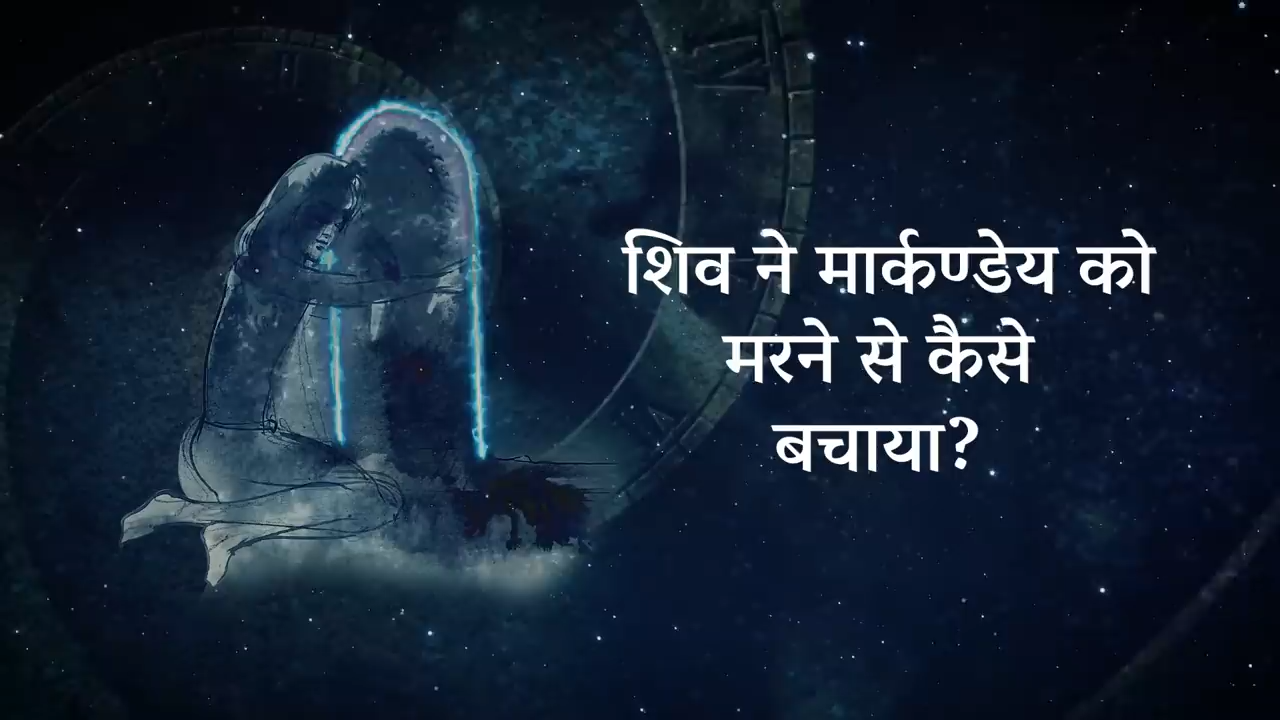 शिव ने मार्कण्डेय को
मरने से कैसे
बचाया?